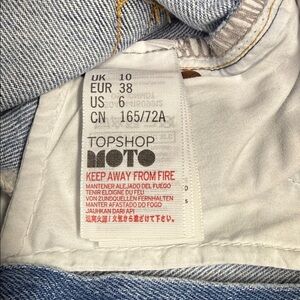 UK 10
EUR 38
US 6
CN 165/72A
TOPSHOP
MOTO
KEEP AWAY FROM FIRE
MANTENER ALEJADO DEL FUEGO
TENIR ELOIGNE DU FEU
VON ZUNDQUELLEN FERNHALTEN
MANTER AFASTADO DO FOGO
JAUHKAN DARI API